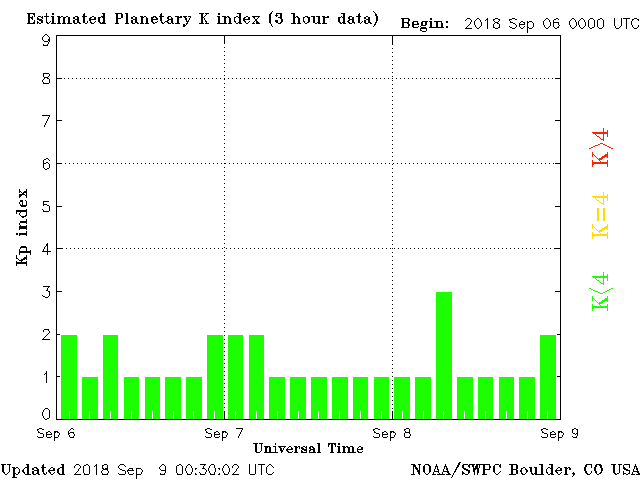 Estimated Planetary K index (3 hour data) Begin: 2018 Sep 06 0000 UTC
9
8
7
6
5
4
3
2
1
0
Kp index
K>4
K=4
K<4
Sep 6 Sep 7 Sep 8 Sep 9
Universal Time
Updated 2018 Sep 9 00:30:02 UTC NOAA/SWPC Boulder, CO USA